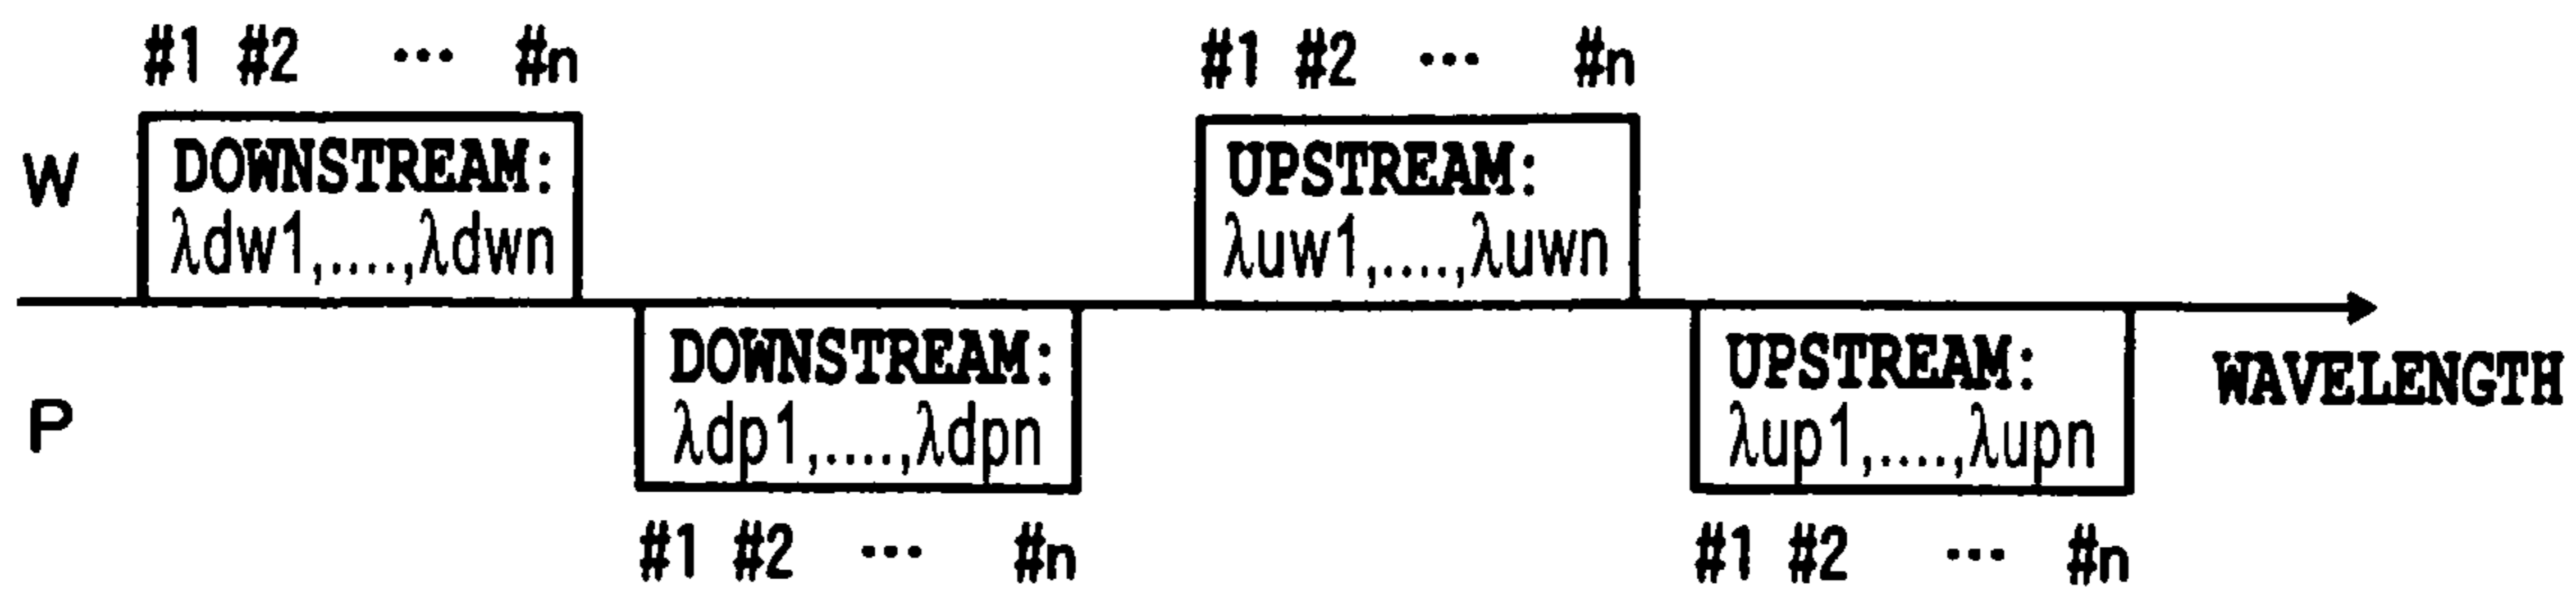 #1 #2 ··· #n
#1 #2 ··· #n
W
DOWNSTREAM:
λdw1,....,λdwn
UPSTREAM:
λuw1,....,λuwn
P
DOWNSTREAM:
λdp1,....,λdpn
UPSTREAM:
λup1,....,λupn
WAVELENGTH
#1 #2 ··· #n
#1 #2 ··· #n